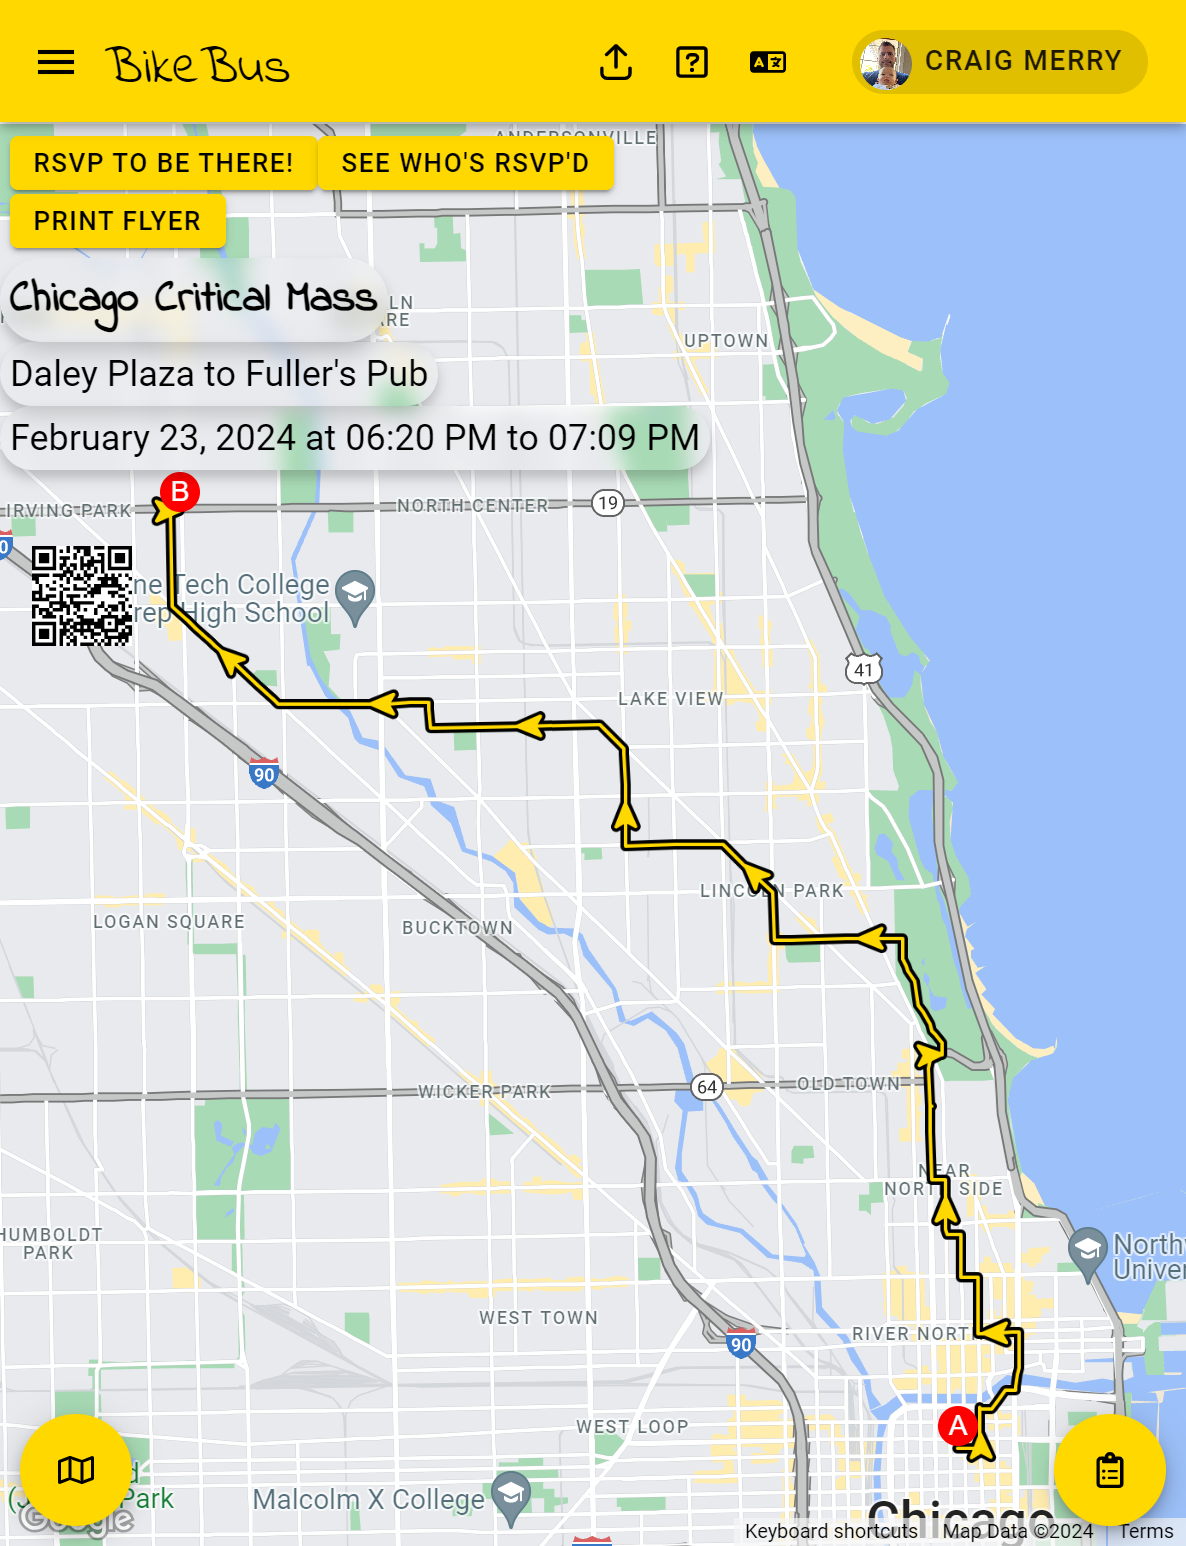 BikeBus
CRAIG MERRY
ANDERSONVILLE
RSVP TO BE THERE!
SEE WHO'S RSVP'D
PRINT FLYER
Chicago Critical Mass
LN
RE
UPTOWN
Daley Plaza to Fuller's Pub
February 23, 2024 at 06:20 PM to 07:09 PM
B
IRVING PARK
NORTH CENTER
19
ne Tech College
rep High School
41
LAKE VIEW
90
LINCOLN PARK
LOGAN SQUARE
BUCKTOWN
WICKER PARK
64
OLD TOWN
NEAR
NORTH SIDE
HUMBOLDT
PARK
North
Univer
WEST TOWN
RIVER NORTH
90
WEST LOOP
A
Park
Malcolm X College
Chicago
Google
Keyboard shortcuts
Map Data ©2024
Terms